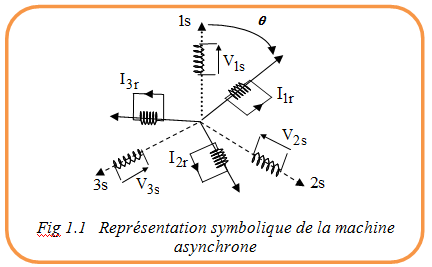 1s
θ
I3r
V1s
I1r
V2s
3s
V3s
I2r
2s
Fig 1.1 Représentation symbolique de la machine
asynchrone